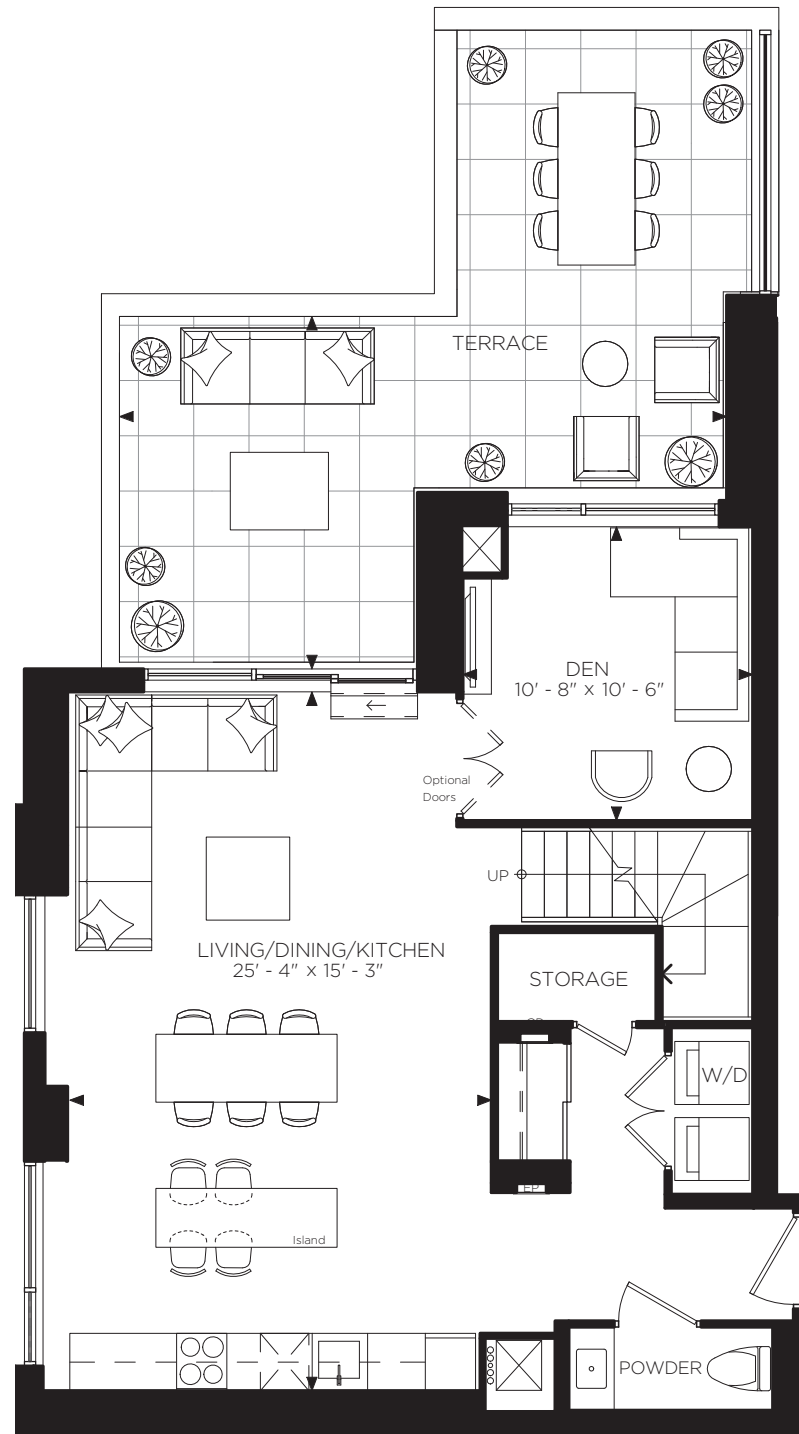 TERRACE
DEN
10' - 8" x 10' - 6"
Optional
Doors
UP
LIVING/DINING/KITCHEN
25' - 4" x 15' - 3"
STORAGE
W/D
EP
Island
POWDER